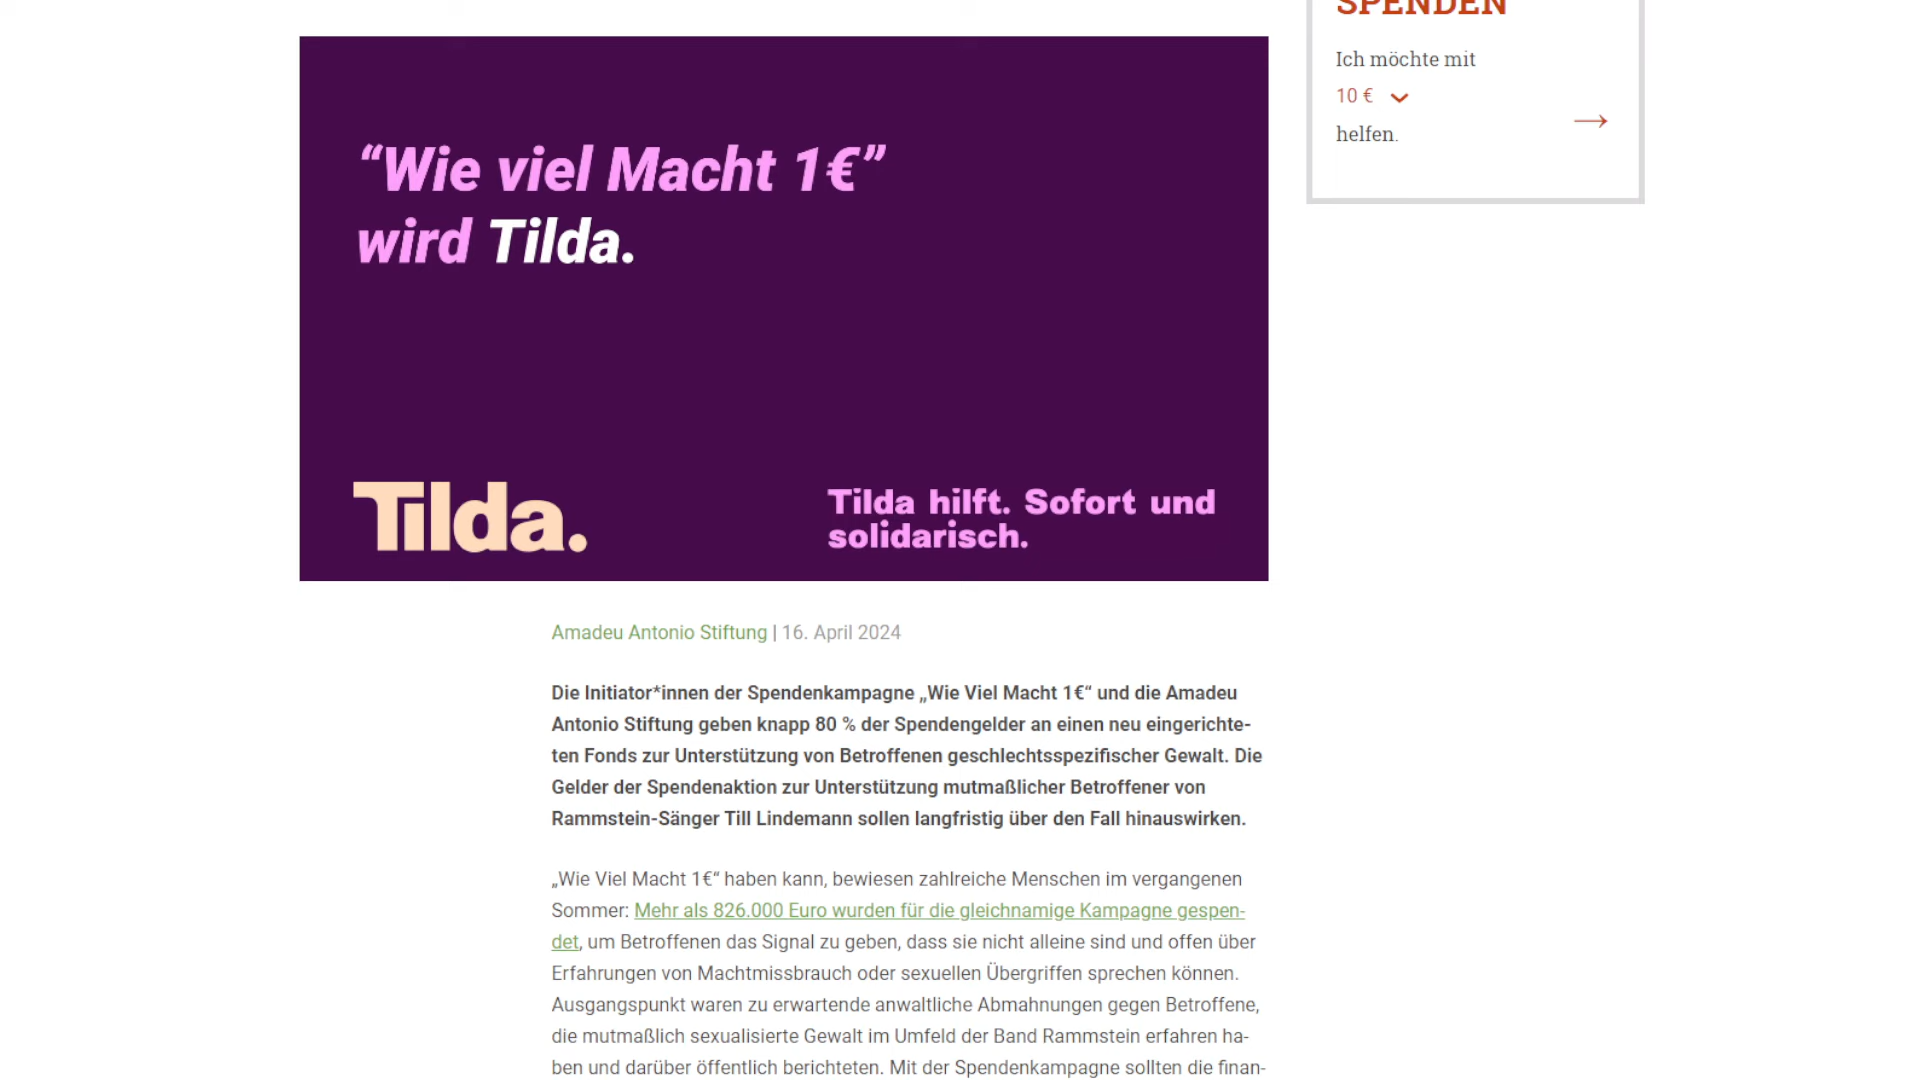 SPENDEN
Ich möchte mit
10 €
helfen.
“Wie viel Macht 1€”
wird Tilda.
Tilda.
Tilda hilft. Sofort und
solidarisch.
Amadeu Antonio Stiftung | 16. April 2024
Die Initiator*innen der Spendenkampagne „Wie Viel Macht 1€“ und die Amadeu
Antonio Stiftung geben knapp 80 % der Spendengelder an einen neu eingerichte-
ten Fonds zur Unterstützung von Betroffenen geschlechtsspezifischer Gewalt. Die
Gelder der Spendenaktion zur Unterstützung mutmaßlicher Betroffener von
Rammstein-Sänger Till Lindemann sollen langfristig über den Fall hinauswirken.
„Wie Viel Macht 1€“ haben kann, bewiesen zahlreiche Menschen im vergangenen
Sommer: Mehr als 826.000 Euro wurden für die gleichnamige Kampagne gespen-
det, um Betroffenen das Signal zu geben, dass sie nicht alleine sind und offen über
Erfahrungen von Machtmissbrauch oder sexuellen Übergriffen sprechen können.
Ausgangspunkt waren zu erwartende anwaltliche Abmahnungen gegen Betroffene,
die mutmaßlich sexualisierte Gewalt im Umfeld der Band Rammstein erfahren ha-
ben und darüber öffentlich berichteten. Mit der Spendenkampagne sollten die finan-